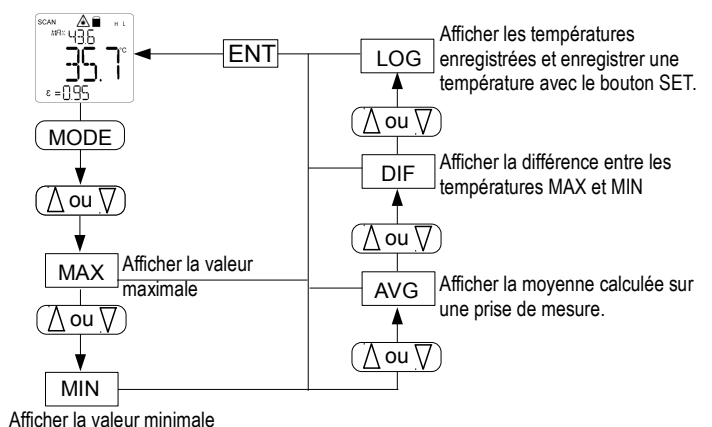 SCAN H L
MAX 43.6
35.7 °C
ε =0.95
ENT
MODE
△ ou ▽
MAX
Afficher la valeur
maximale
△ ou ▽
MIN
Afficher la valeur minimale
LOG
Afficher les températures
enregistrées et enregistrer une
température avec le bouton SET.
△ ou ▽
DIF
Afficher la différence entre les
températures MAX et MIN
△ ou ▽
AVG
Afficher la moyenne calculée sur
une prise de mesure.
△ ou ▽